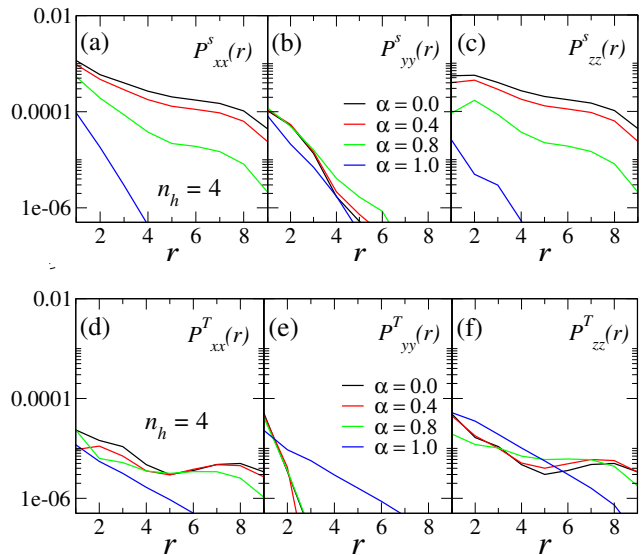 0.01
(a) P^s_xx(r) (b) P^s_yy(r) (c) P^s_zz(r)
0.0001
α = 0.0
α = 0.4
α = 0.8
α = 1.0
1e-06
n_h = 4
2 4 6 8 2 4 6 8 2 4 6 8
r r r
0.01
(d) P^T_xx(r) (e) P^T_yy(r) (f) P^T_zz(r)
0.0001
n_h = 4
α = 0.0
α = 0.4
α = 0.8
α = 1.0
1e-06
2 4 6 8 2 4 6 8 2 4 6 8
r r r